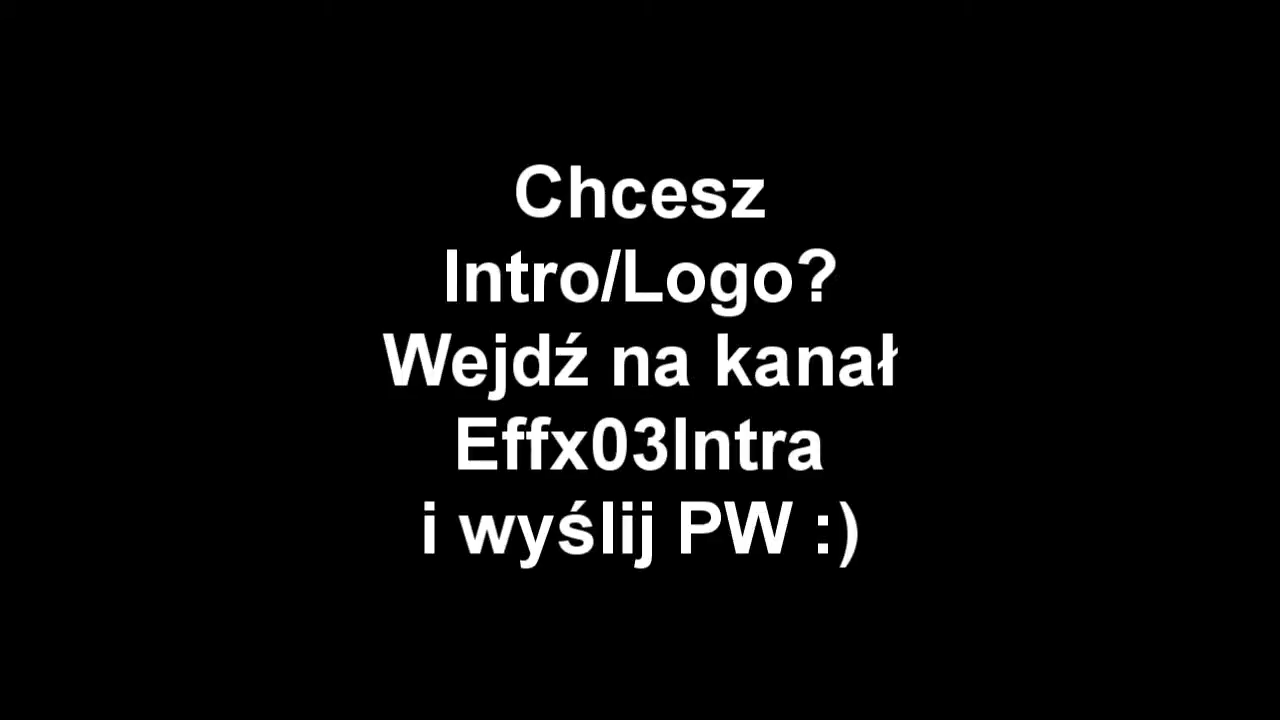 Chcesz
Intro/Logo?
Wejdź na kanał
Effx03Intra
i wyślij PW :)